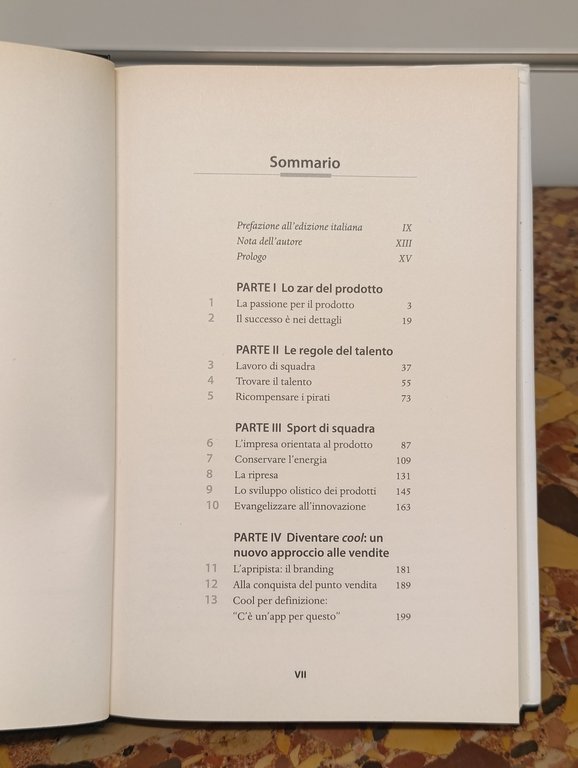 Sommario
Prefazione all'edizione italiana IX
Nota dell'autore XIII
Prologo XV
PARTE I Lo zar del prodotto
1 La passione per il prodotto 3
2 Il successo è nei dettagli 19
PARTE II Le regole del talento
3 Lavoro di squadra 37
4 Trovare il talento 55
5 Ricompensare i pirati 73
PARTE III Sport di squadra
6 L'impresa orientata al prodotto 87
7 Conservare l'energia 109
8 La ripresa 131
9 Lo sviluppo olistico dei prodotti 145
10 Evangelizzare all'innovazione 163
PARTE IV Diventare cool: un
nuovo approccio alle vendite
11 L'apripista: il branding 181
12 Alla conquista del punto vendita 189
13 Cool per definizione:
"C'è un'app per questo" 199
VII